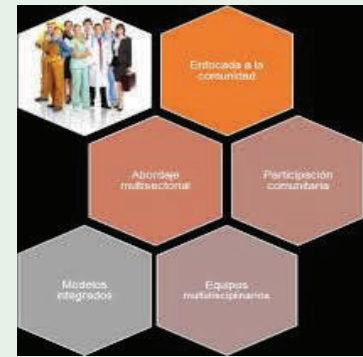 Enfocada a la
comunidad
Abordaje
multisectorial
Participación
comunitaria
Modelos
integrados
Equipos
multidisciplinarios